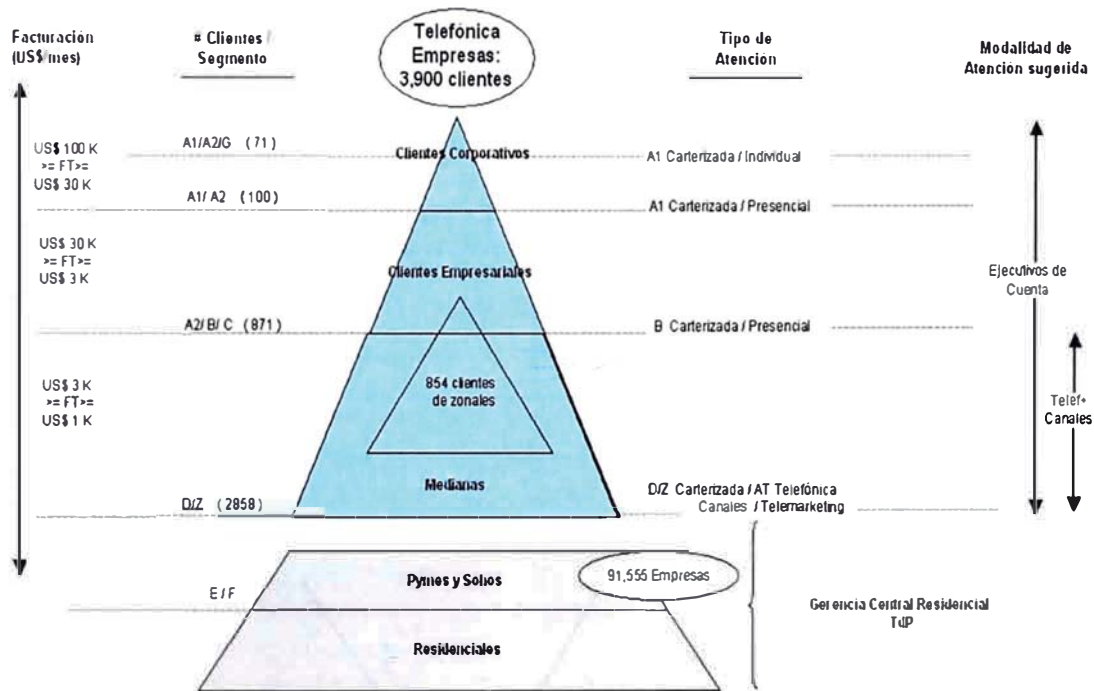 Facturación
(US$/mes)
# Clientes /
Segmento
Telefónica
Empresas:
3,900 clientes
Tipo de
Atención
Modalidad de
Atención sugerida
US$ 100 K
>= FT>=
US$ 30 K
A1/A2/G (71)
Clientes Corporativos
A1 Carterizada / Individual
A1/ A2 (100)
A1 Carterizada / Presencial
US$ 30 K
>= FT>=
US$ 3 K
Clientes Empresariales
Ejecutivos de
Cuenta
A2/ B/ C (871)
B Carterizada / Presencial
US$ 3 K
>= FT>=
US$ 1 K
854 clientes
de zonales
Telef+
Canales
Medianas
D/Z (2858)
D/Z Carterizada / AT Telefónica
Canales / Telemarketing
Pymes y Sohos
91,555 Empresas
E / F
Gerencia Central Residencial
TdP
Residenciales